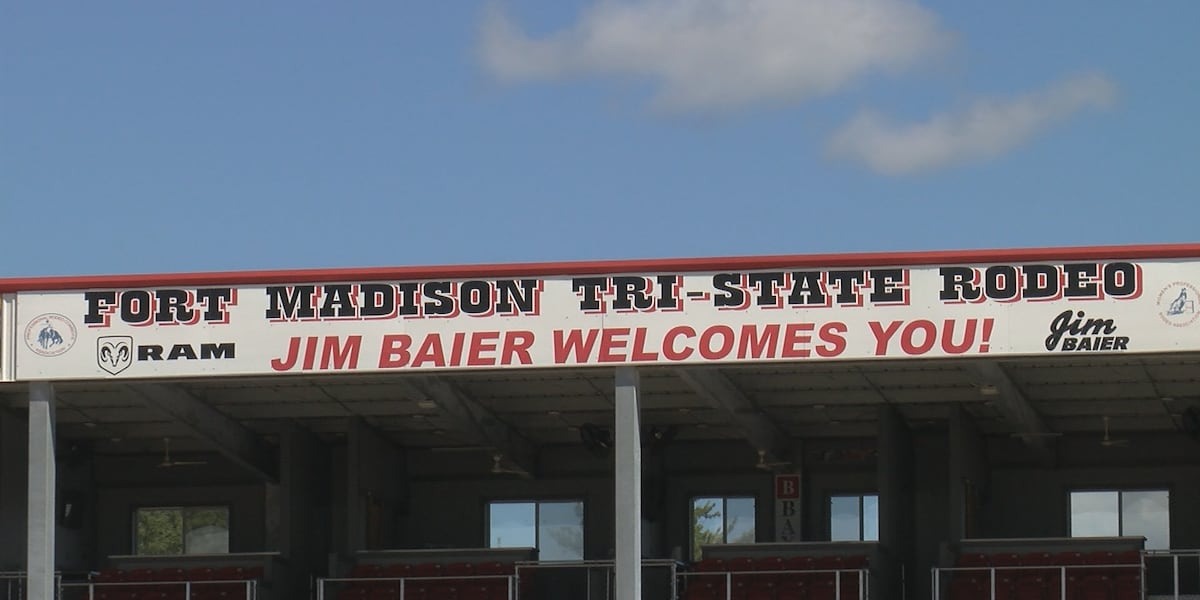 FORT MADISON TRI-STATE RODEO
RAM
JIM BAIER WELCOMES YOU!
Jim
BAIER
B
B
A